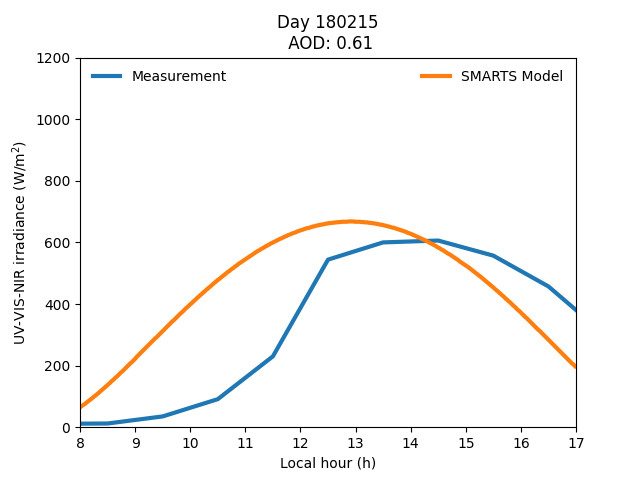 Day 180215
AOD: 0.61
Measurement
SMARTS Model
1200
1000
800
600
400
200
0
UV-VIS-NIR irradiance (W/m²)
8 9 10 11 12 13 14 15 16 17
Local hour (h)